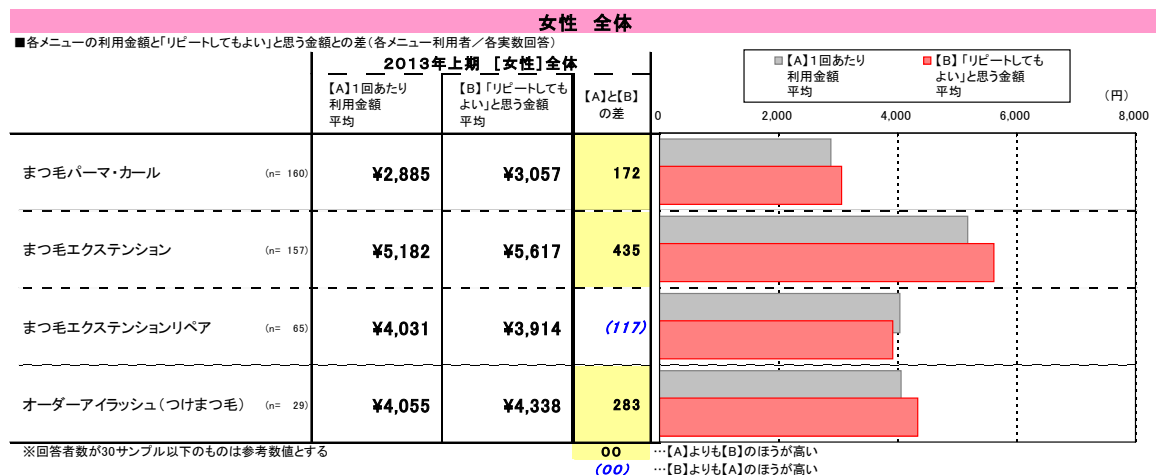 女性 全体
■各メニューの利用金額と「リピートしてもよい」と思う金額との差(各メニュー利用者／各実数回答)
2013年上期 [女性]全体
【A】1回あたり
利用金額
平均
【B】「リピートしても
よい」と思う金額
平均
【A】と【B】
の差
【A】1回あたり
利用金額
平均
【B】「リピートしても
よい」と思う金額
平均
(円)
0 2,000 4,000 6,000 8,000
まつ毛パーマ・カール (n= 160) ¥2,885 ¥3,057 172
まつ毛エクステンション (n= 157) ¥5,182 ¥5,617 435
まつ毛エクステンションリペア (n= 65) ¥4,031 ¥3,914 (117)
オーダーアイラッシュ(つけまつ毛) (n= 29) ¥4,055 ¥4,338 283
※回答者数が30サンプル以下のものは参考数値とする
00 …【A】よりも【B】のほうが高い
(00) …【B】よりも【A】のほうが高い